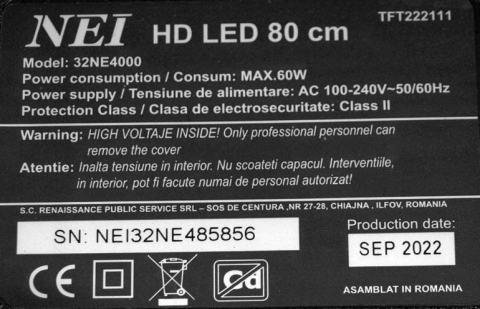 NEI HD LED 80 cm TFT222111
Model: 32NE4000
Power consumption / Consum: MAX.60W
Power supply / Tensiune de alimentare: AC 100-240V~50/60Hz
Protection Class / Clasa de electrosecuritate: Class II
Warning: HIGH VOLTAJE INSIDE! Only professional personnel can
remove the cover
Atentie: Inalta tensiune in interior. Nu scoateti capacul. Interventiile,
in interior, pot fi facute numai de personal autorizat!
S.C. RENAISSANCE PUBLIC SERVICE SRL – SOS DE CENTURA ,NR 27-28, CHIAJNA , ILFOV, ROMANIA
SN: NEI32NE485856
Production date:
SEP 2022
CE
Cd
ASAMBLAT IN ROMANIA